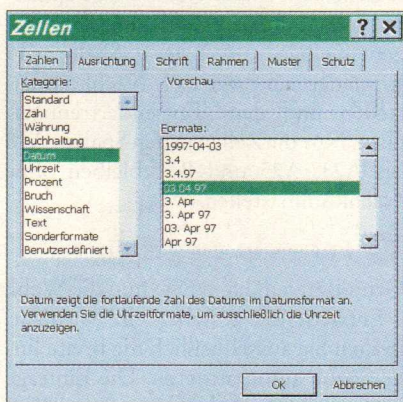 Zellen
Zahlen Ausrichtung Schrift Rahmen Muster Schutz
Kategorie:
Standard
Zahl
Währung
Buchhaltung
Datum
Uhrzeit
Prozent
Bruch
Wissenschaft
Text
Sonderformate
Benutzerdefiniert
Vorschau
Formate:
1997-04-03
3.4
3.4.97
03.04.97
3. Apr
3. Apr 97
03. Apr 97
Apr 97
Datum zeigt die fortlaufende Zahl des Datums im Datumsformat an.
Verwenden Sie die Uhrzeitformate, um ausschließlich die Uhrzeit
anzuzeigen.
OK Abbrechen